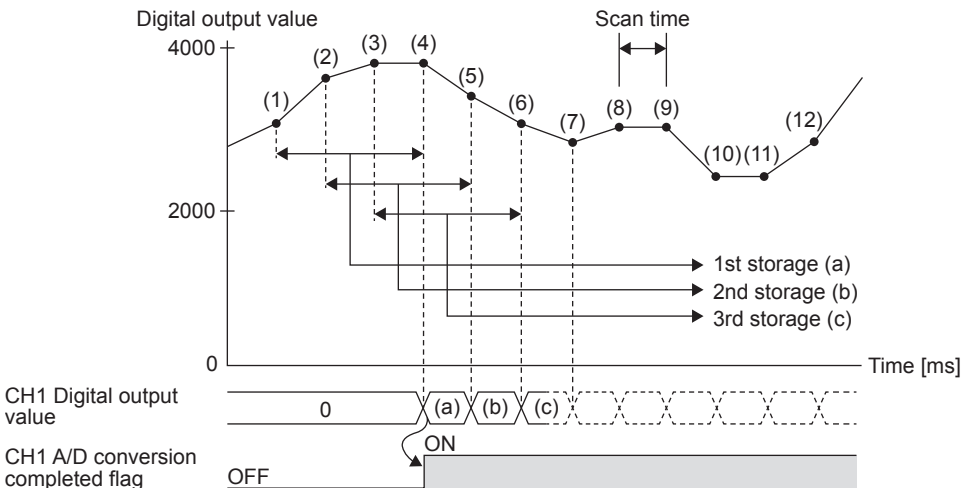 Digital output value
Scan time
4000
(1)
(2)
(3)
(4)
(5)
(6)
(7)
(8)
(9)
(10)
(11)
(12)
2000
1st storage (a)
2nd storage (b)
3rd storage (c)
0
Time [ms]
CH1 Digital output
value
0
(a)
(b)
(c)
CH1 A/D conversion
completed flag
OFF
ON